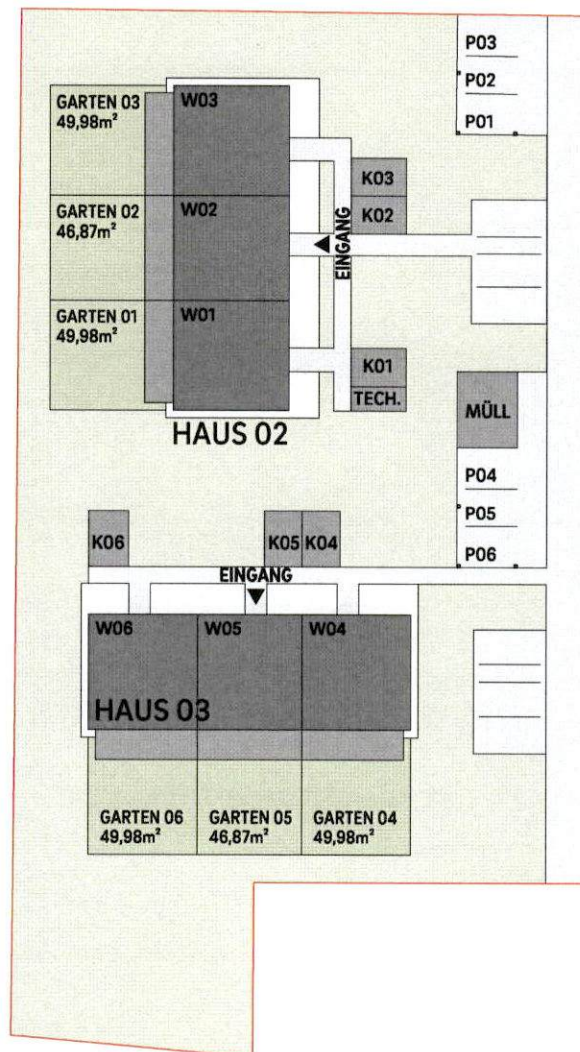 P03
P02
P01
GARTEN 03
49,98m²
W03
K03
GARTEN 02
46,87m²
W02
K02
EINGANG
GARTEN 01
49,98m²
W01
K01
TECH.
HAUS 02
MÜLL
P04
P05
P06
K06
K05
K04
EINGANG
W06
W05
W04
HAUS 03
GARTEN 06
49,98m²
GARTEN 05
46,87m²
GARTEN 04
49,98m²